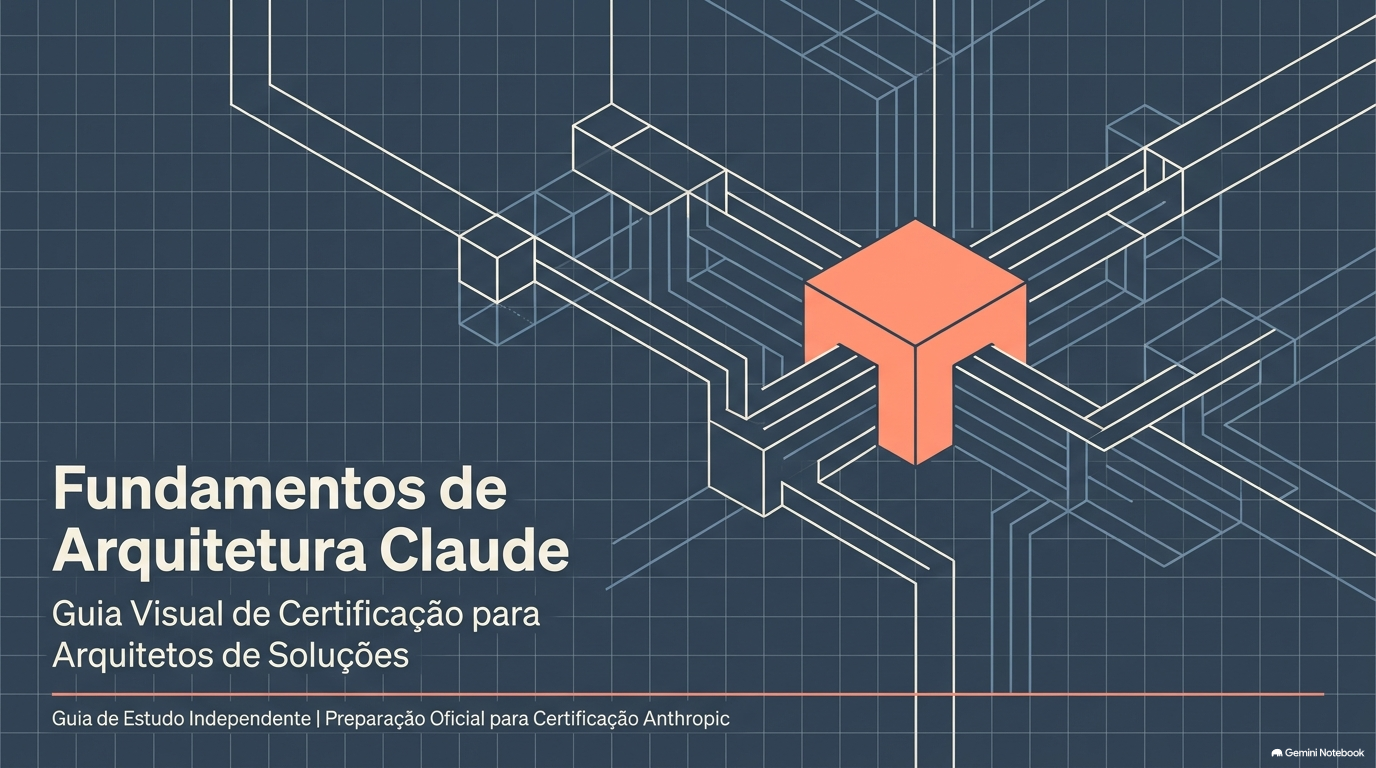 Fundamentos de
Arquitetura Claude
Guia Visual de Certificação para
Arquitetos de Soluções
Guia de Estudo Independente | Preparação Oficial para Certificação Anthropic
Gemini Notebook